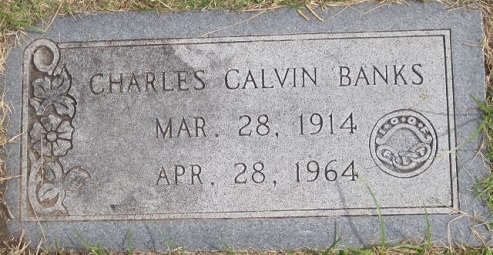 CHARLES CALVIN BANKS
MAR. 28, 1914
APR. 28, 1964
I.O.O.F.
F L T